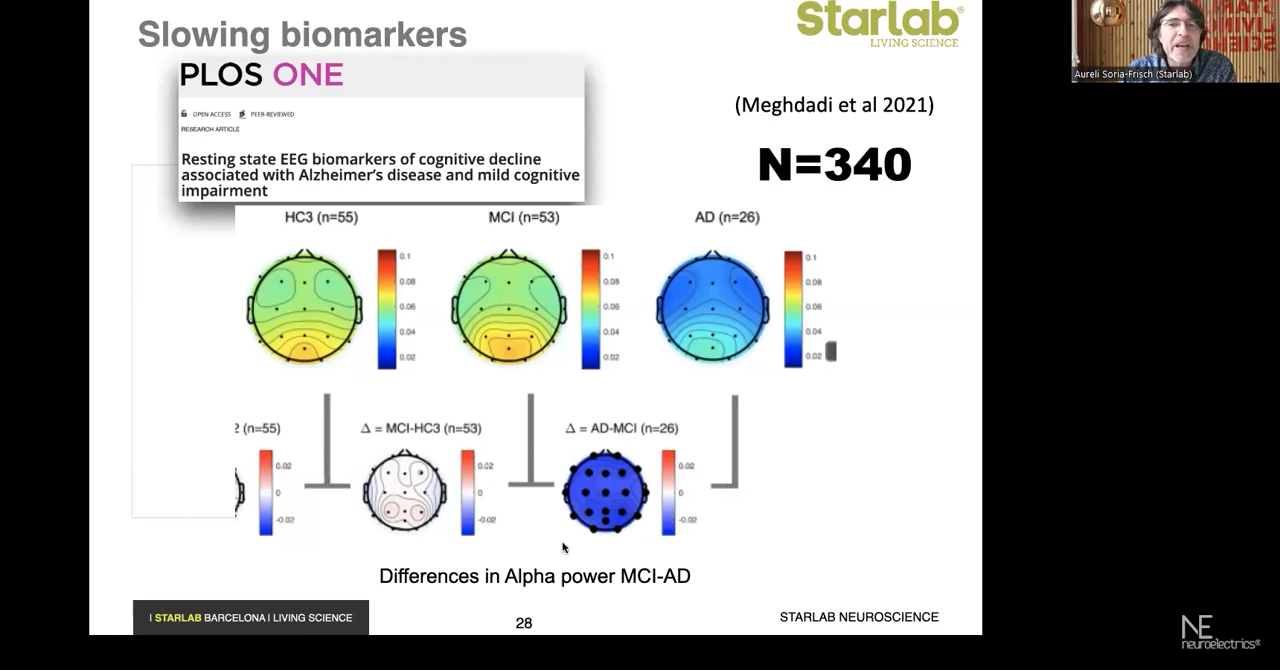 Slowing biomarkers
Starlab®
LIVING SCIENCE
PLOS ONE
OPEN ACCESS PEER-REVIEWED
RESEARCH ARTICLE
Resting state EEG biomarkers of cognitive decline
associated with Alzheimer's disease and mild cognitive
impairment
(Meghdadi et al 2021)
N=340
Aureli Soria-Frisch (Starlab)
HC3 (n=55)
MCI (n=53)
AD (n=26)
0.1
0.08
0.06
0.04
0.02
0.1
0.08
0.06
0.04
0.02
0.1
0.08
0.06
0.04
0.02
2 (n=55)
Δ = MCI-HC3 (n=53)
Δ = AD-MCI (n=26)
0.02
0
-0.02
0.02
0
-0.02
0.02
0
-0.02
Differences in Alpha power MCI-AD
| STARLAB BARCELONA | LIVING SCIENCE
28
STARLAB NEUROSCIENCE
NE
neuroelectrics®